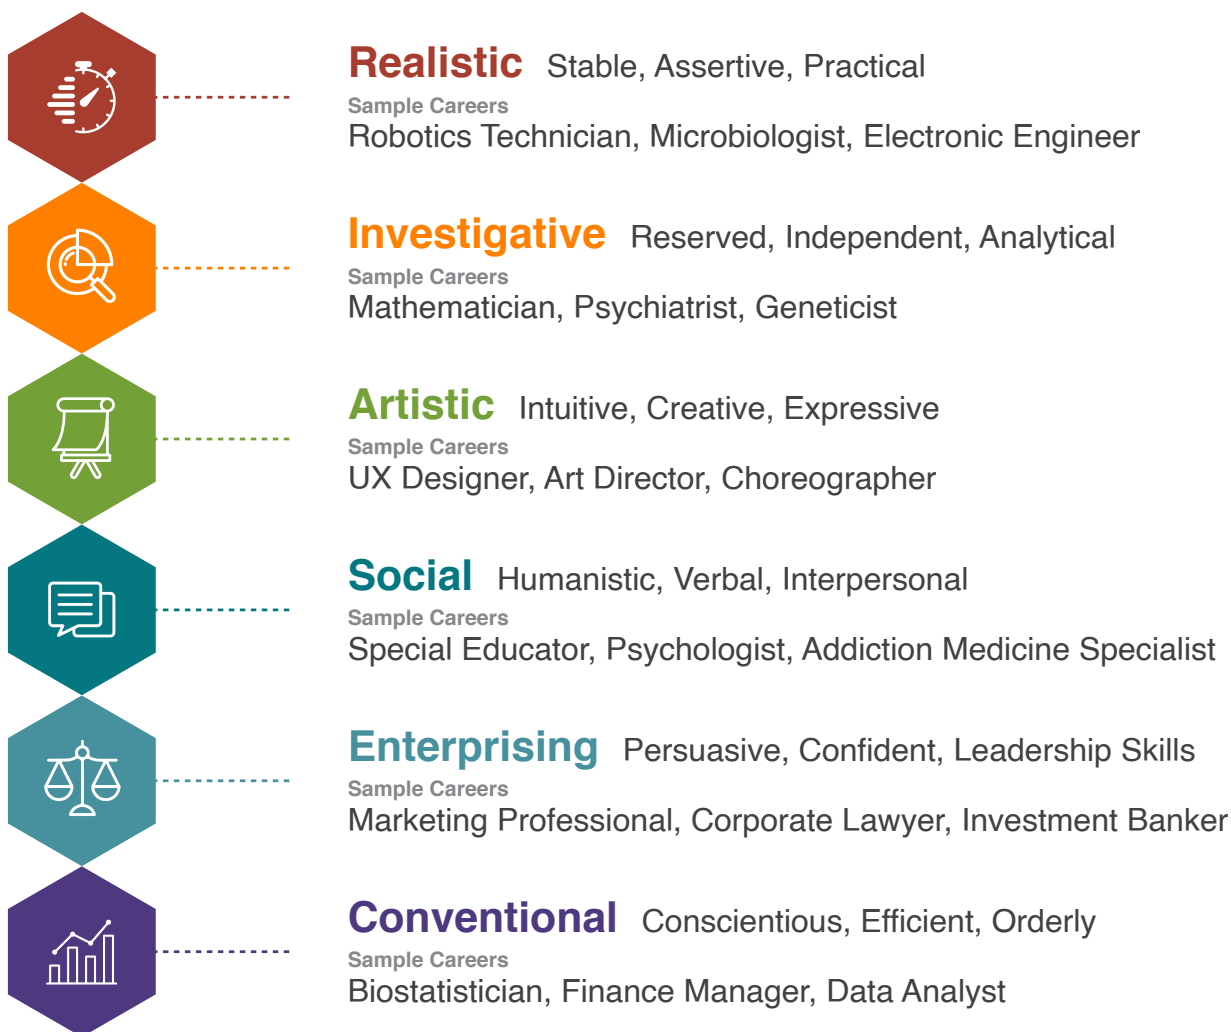 Realistic Stable, Assertive, Practical
Sample Careers
Robotics Technician, Microbiologist, Electronic Engineer
Investigative Reserved, Independent, Analytical
Sample Careers
Mathematician, Psychiatrist, Geneticist
Artistic Intuitive, Creative, Expressive
Sample Careers
UX Designer, Art Director, Choreographer
Social Humanistic, Verbal, Interpersonal
Sample Careers
Special Educator, Psychologist, Addiction Medicine Specialist
Enterprising Persuasive, Confident, Leadership Skills
Sample Careers
Marketing Professional, Corporate Lawyer, Investment Banker
Conventional Conscientious, Efficient, Orderly
Sample Careers
Biostatistician, Finance Manager, Data Analyst